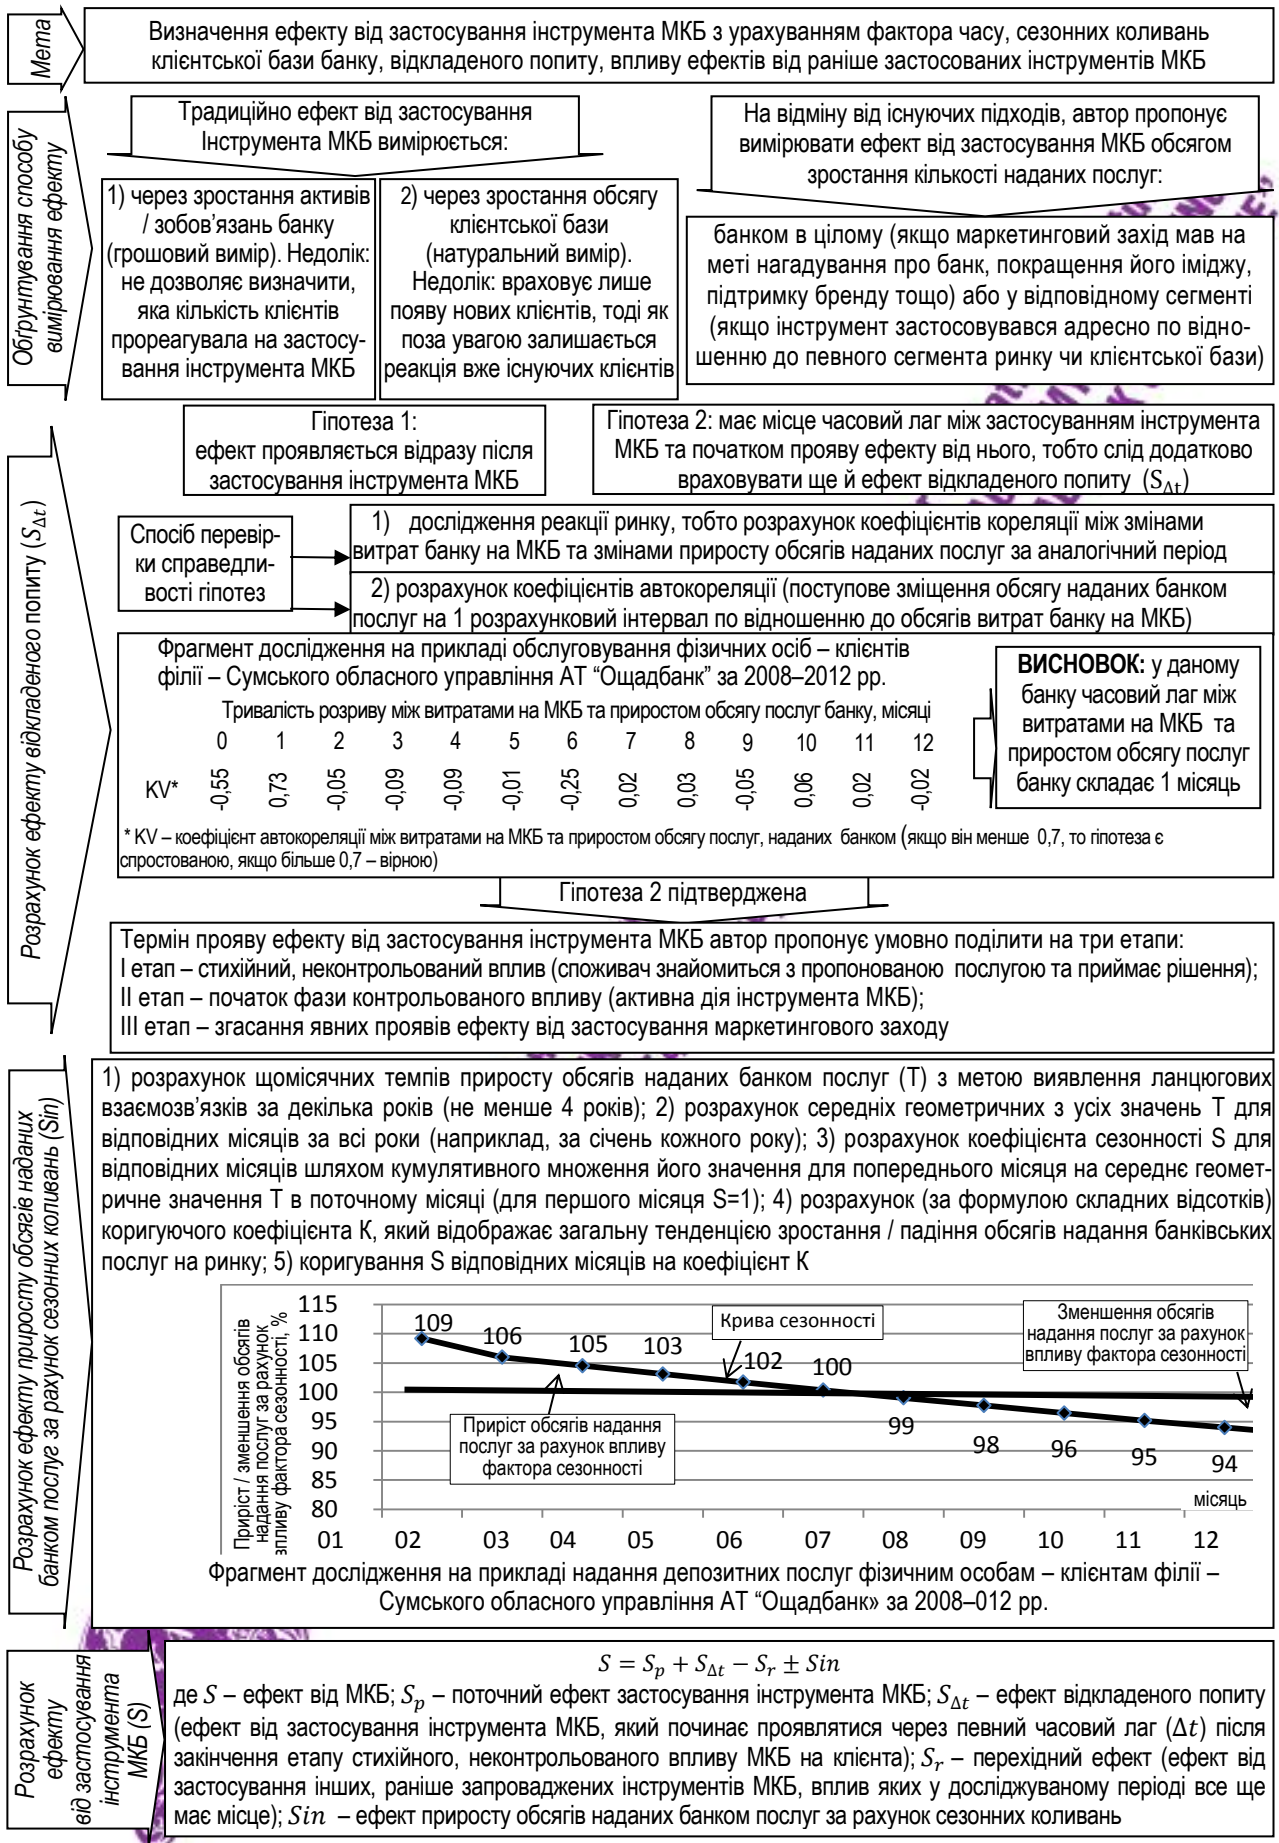 Мета
Визначення ефекту від застосування інструмента МКБ з урахуванням фактора часу, сезонних коливань
клієнтської бази банку, відкладеного попиту, впливу ефектів від раніше застосованих інструментів МКБ
Обґрунтування способу
вимірювання ефекту
Традиційно ефект від застосування
Інструмента МКБ вимірюється:
1) через зростання активів
/ зобов'язань банку
(грошовий вимір). Недолік:
не дозволяє визначити,
яка кількість клієнтів
прореагувала на застосу-
вання інструмента МКБ
2) через зростання обсягу
клієнтської бази
(натуральний вимір).
Недолік: враховує лише
появу нових клієнтів, тоді як
поза увагою залишається
реакція вже існуючих клієнтів
На відміну від існуючих підходів, автор пропонує
вимірювати ефект від застосування МКБ обсягом
зростання кількості наданих послуг:
банком в цілому (якщо маркетинговий захід мав на
меті нагадування про банк, покращення його іміджу,
підтримку бренду тощо) або у відповідному сегменті
(якщо інструмент застосовувався адресно по відно-
шенню до певного сегмента ринку чи клієнтської бази)
Розрахунок ефекту відкладеного попиту (S_Δt)
Гіпотеза 1:
ефект проявляється відразу після
застосування інструмента МКБ
Гіпотеза 2: має місце часовий лаг між застосуванням інструмента
МКБ та початком прояву ефекту від нього, тобто слід додатково
враховувати ще й ефект відкладеного попиту (S_Δt)
Спосіб перевір-
ки справедли-
вості гіпотез
1) дослідження реакції ринку, тобто розрахунок коефіцієнтів кореляції між змінами
витрат банку на МКБ та змінами приросту обсягів наданих послуг за аналогічний період
2) розрахунок коефіцієнтів автокореляції (поступове зміщення обсягу наданих банком
послуг на 1 розрахунковий інтервал по відношенню до обсягів витрат банку на МКБ)
Фрагмент дослідження на прикладі обслуговування фізичних осіб – клієнтів
філії – Сумського обласного управління АТ "Ощадбанк" за 2008–2012 рр.
Тривалість розриву між витратами на МКБ та приростом обсягу послуг банку, місяці
0 1 2 3 4 5 6 7 8 9 10 11 12
KV* -0,55 0,73 -0,05 -0,09 -0,09 -0,01 -0,25 0,02 0,03 -0,05 0,06 0,02 -0,02
* KV – коефіцієнт автокореляції між витратами на МКБ та приростом обсягу послуг, наданих банком (якщо він менше 0,7, то гіпотеза є
спростованою, якщо більше 0,7 – вірною)
ВИСНОВОК: у даному
банку часовий лаг між
витратами на МКБ та
приростом обсягу послуг
банку складає 1 місяць
Гіпотеза 2 підтверджена
Термін прояву ефекту від застосування інструмента МКБ автор пропонує умовно поділити на три етапи:
І етап – стихійний, неконтрольований вплив (споживач знайомиться з пропонованою послугою та приймає рішення);
ІІ етап – початок фази контрольованого впливу (активна дія інструмента МКБ);
ІІІ етап – згасання явних проявів ефекту від застосування маркетингового заходу
Розрахунок ефекту приросту обсягів наданих
банком послуг за рахунок сезонних коливань (Sin)
1) розрахунок щомісячних темпів приросту обсягів наданих банком послуг (Т) з метою виявлення ланцюгових
взаємозв'язків за декілька років (не менше 4 років); 2) розрахунок середніх геометричних з усіх значень Т для
відповідних місяців за всі роки (наприклад, за січень кожного року); 3) розрахунок коефіцієнта сезонності S для
відповідних місяців шляхом кумулятивного множення його значення для попереднього місяця на середнє геомет-
ричне значення Т в поточному місяці (для першого місяця S=1); 4) розрахунок (за формулою складних відсотків)
коригуючого коефіцієнта К, який відображає загальну тенденцією зростання / падіння обсягів надання банківських
послуг на ринку; 5) коригування S відповідних місяців на коефіцієнт К
Приріст / зменшення обсягів
надання послуг за рахунок
впливу фактора сезонності, %
115
110
105
100
95
90
85
80
109 106 105 103 102 100 99 98 96 95 94
Крива сезонності
Зменшення обсягів
надання послуг за рахунок
впливу фактора сезонності
Приріст обсягів надання
послуг за рахунок впливу
фактора сезонності
місяць
01 02 03 04 05 06 07 08 09 10 11 12
Фрагмент дослідження на прикладі надання депозитних послуг фізичним особам – клієнтам філії –
Сумського обласного управління АТ "Ощадбанк» за 2008–012 рр.
Розрахунок
ефекту
від застосування
інструмента
МКБ (S)
S = S_p + S_Δt − S_r ± Sin
де S – ефект від МКБ; S_p – поточний ефект застосування інструмента МКБ; S_Δt – ефект відкладеного попиту
(ефект від застосування інструмента МКБ, який починає проявлятися через певний часовий лаг (Δt) після
закінчення етапу стихійного, неконтрольованого впливу МКБ на клієнта); S_r – перехідний ефект (ефект від
застосування інших, раніше запроваджених інструментів МКБ, вплив яких у досліджуваному періоді все ще
має місце); Sin – ефект приросту обсягів наданих банком послуг за рахунок сезонних коливань